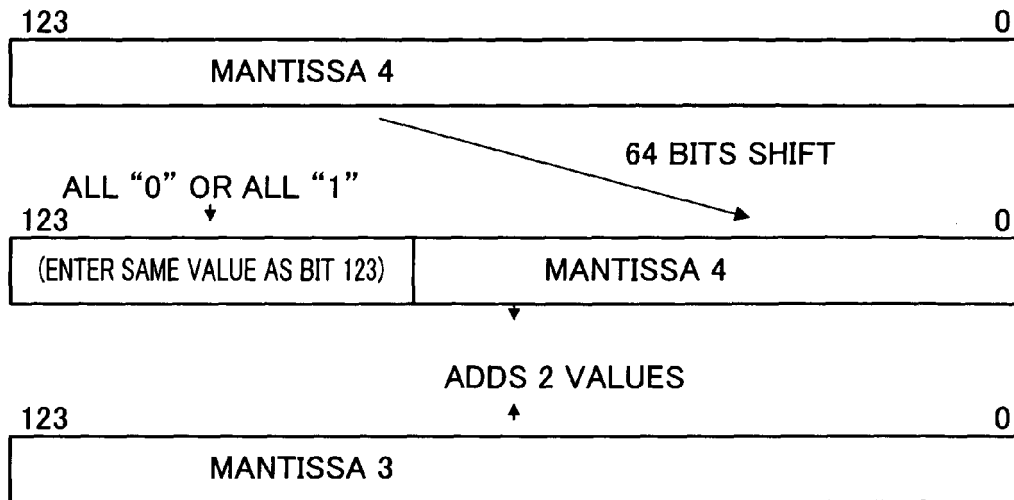 123 0
MANTISSA 4
64 BITS SHIFT
ALL “0” OR ALL “1”
123 0
(ENTER SAME VALUE AS BIT 123) MANTISSA 4
ADDS 2 VALUES
123 0
MANTISSA 3